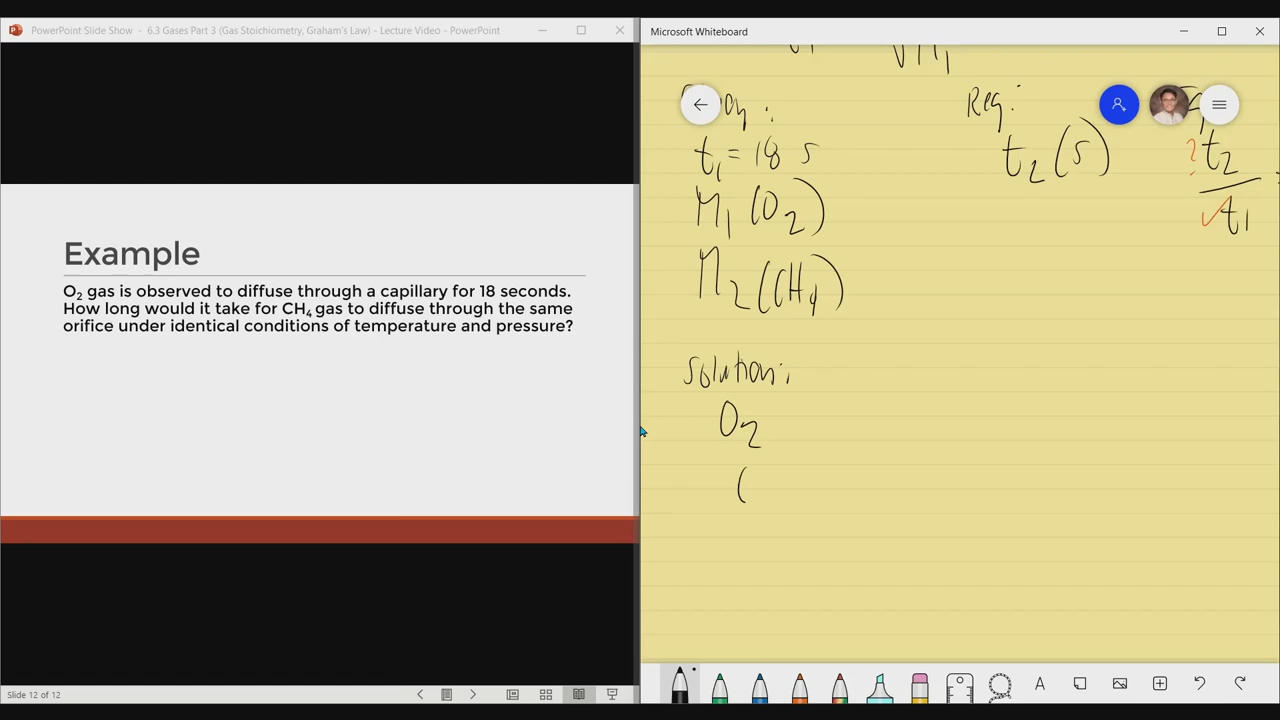 PowerPoint Slide Show - 6.3 Gases Part 3 (Gas Stoichiometry, Graham's Law) - Lecture Video - PowerPoint
Example
O₂ gas is observed to diffuse through a capillary for 18 seconds.
How long would it take for CH₄ gas to diffuse through the same
orifice under identical conditions of temperature and pressure?
Slide 12 of 12
Microsoft Whiteboard
Req:
t₁ = 18 s
t₂ (s)
? t₂
✓ t₁
M₁ (O₂)
M₂ (CH₄)
Solution:
O₂
(
A